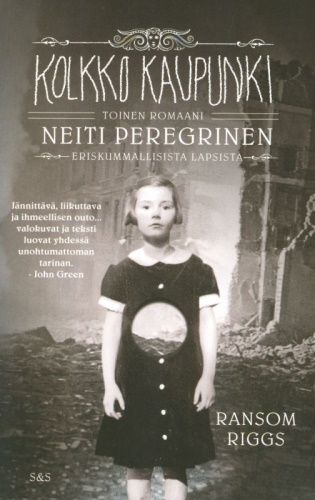 KOLKKO KAUPUNKI
TOINEN ROMAANI
NEITI PEREGRINEN
ERISKUMMALLISISTA LAPSISTA
Jännittävä, liikuttava
ja ihmeellisen outo...
valokuvat ja teksti
luovat yhdessä
unohtumattoman
tarinan.
- John Green
RANSOM
RIGGS
S&S